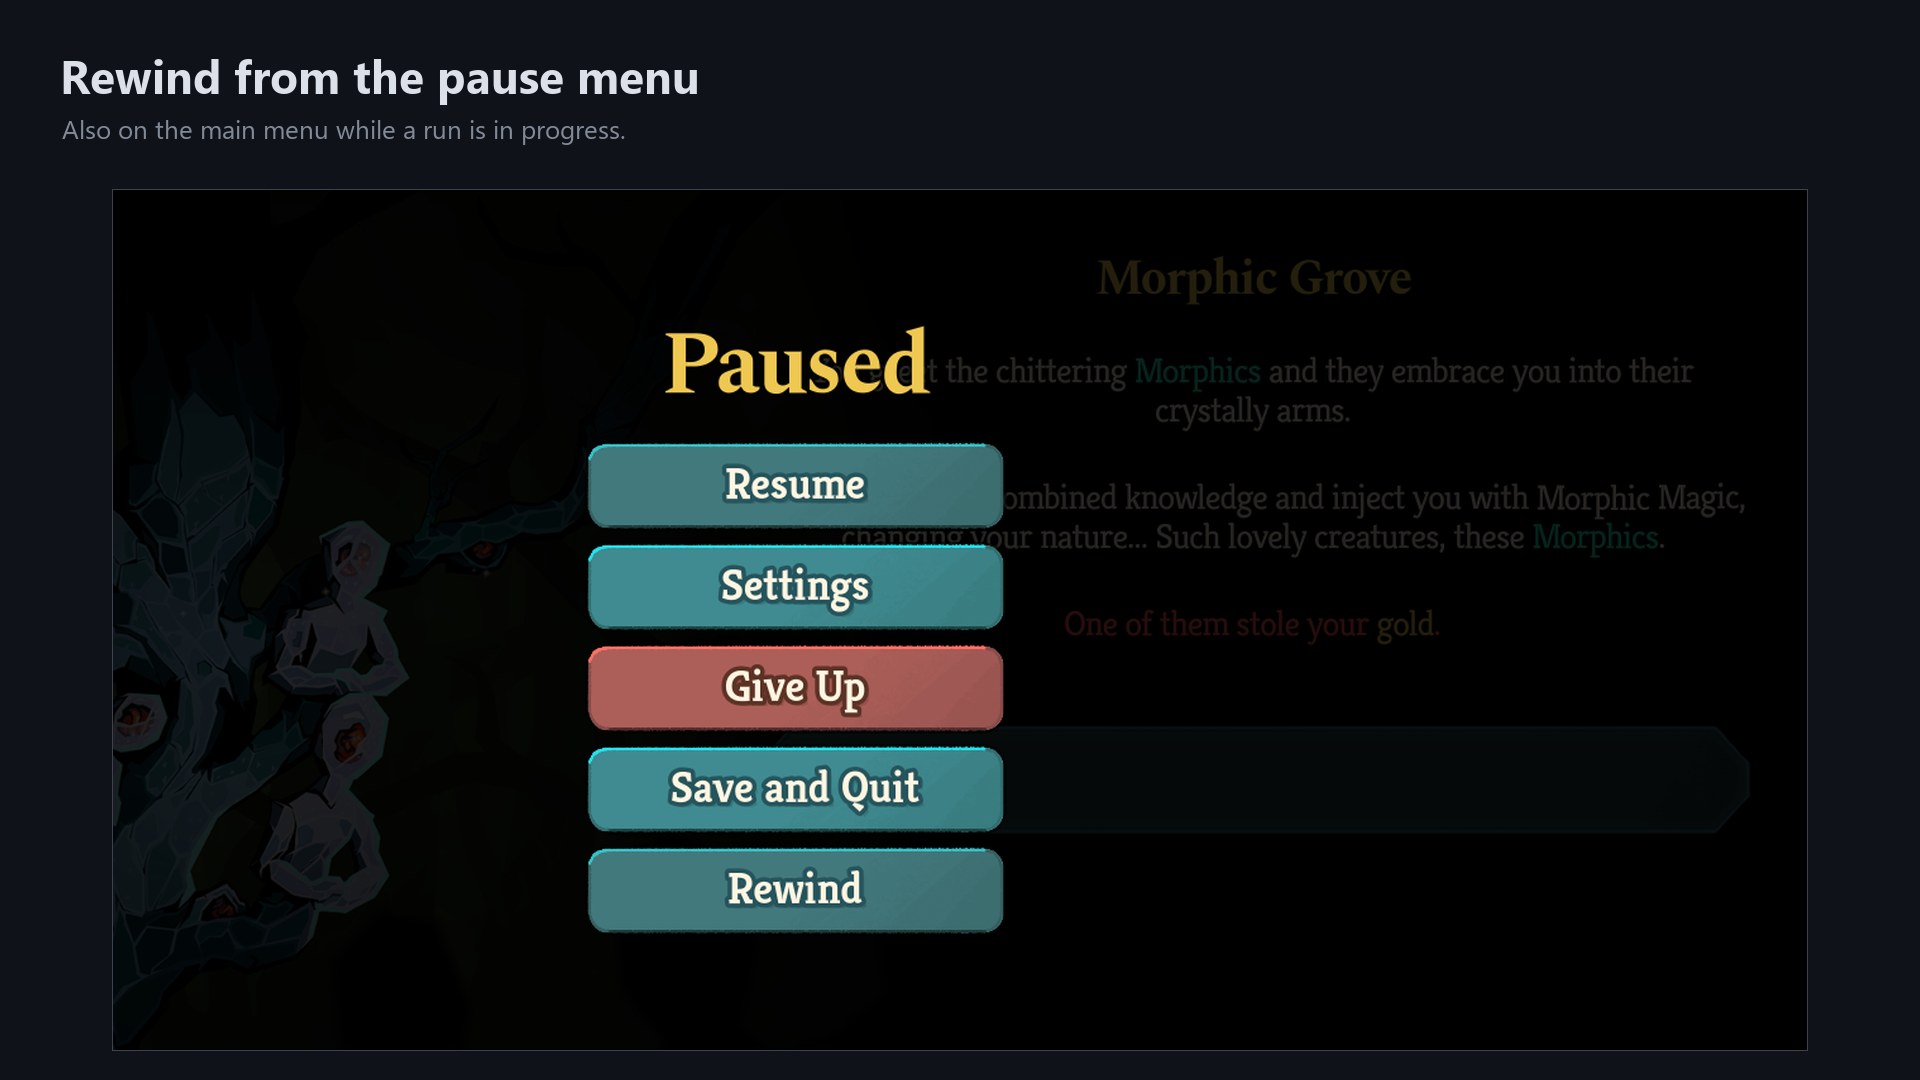 Rewind from the pause menu
Also on the main menu while a run is in progress.
Morphic Grove
Paused
the chittering Morphics and they embrace you into their
crystally arms.
Resume
knowledge and inject you with Morphic Magic,
changing your nature... Such lovely creatures, these Morphics.
Settings
One of them stole your gold.
Give Up
Save and Quit
Rewind